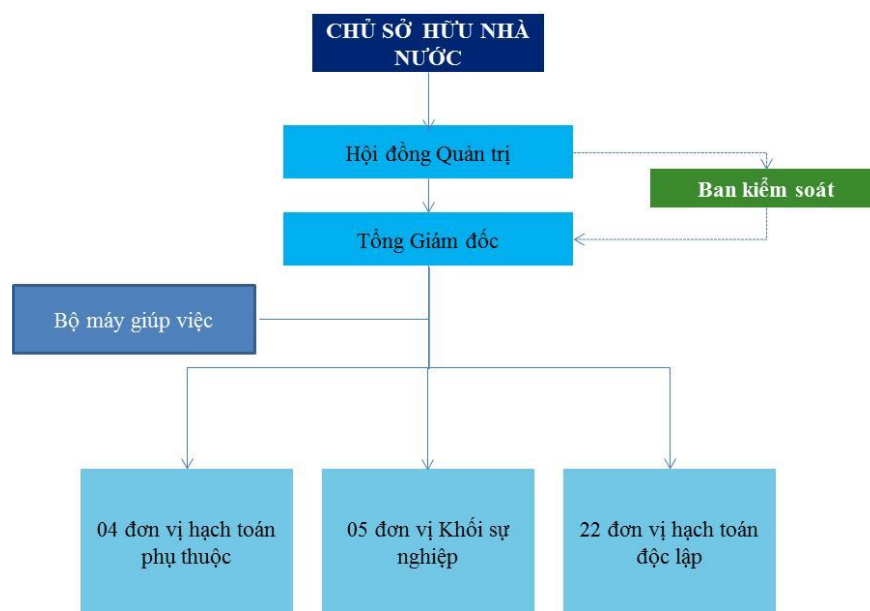 CHỦ SỞ HỮU NHÀ
NƯỚC
Hội đồng Quản trị
Ban kiểm soát
Tổng Giám đốc
Bộ máy giúp việc
04 đơn vị hạch toán
phụ thuộc
05 đơn vị Khối sự
nghiệp
22 đơn vị hạch toán
độc lập